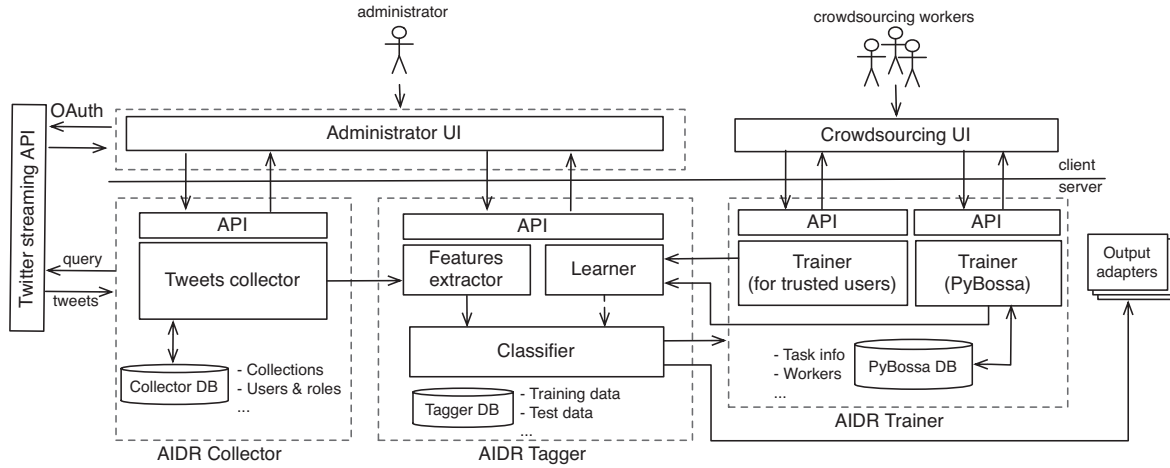 administrator
crowdsourcing workers
OAuth
Administrator UI
Crowdsourcing UI
client
server
Twitter streaming API
API
API
API
API
query
tweets
Tweets collector
Features
extractor
Learner
Trainer
(for trusted users)
Trainer
(PyBossa)
Output
adapters
Classifier
Collector DB
- Collections
- Users & roles
...
Tagger DB
- Training data
- Test data
...
- Task info
- Workers
...
PyBossa DB
AIDR Collector
AIDR Tagger
AIDR Trainer